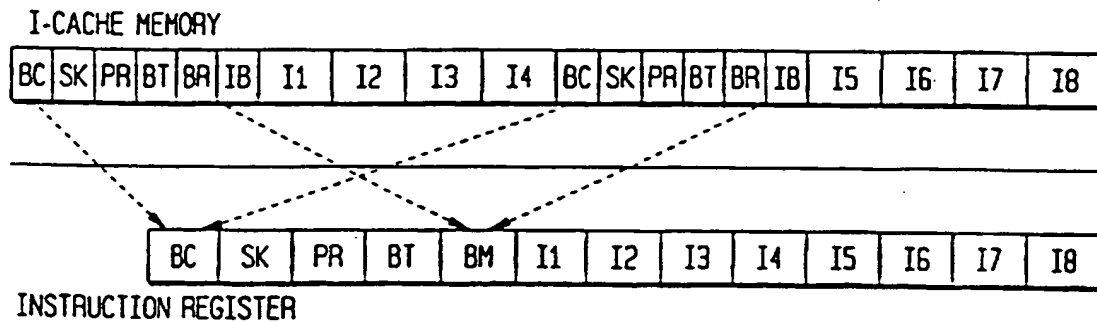 I-CACHE MEMORY
BC SK PR BT BR IB I1 I2 I3 I4 BC SK PR BT BR IB I5 I6 I7 I8
BC SK PR BT BM I1 I2 I3 I4 I5 I6 I7 I8
INSTRUCTION REGISTER